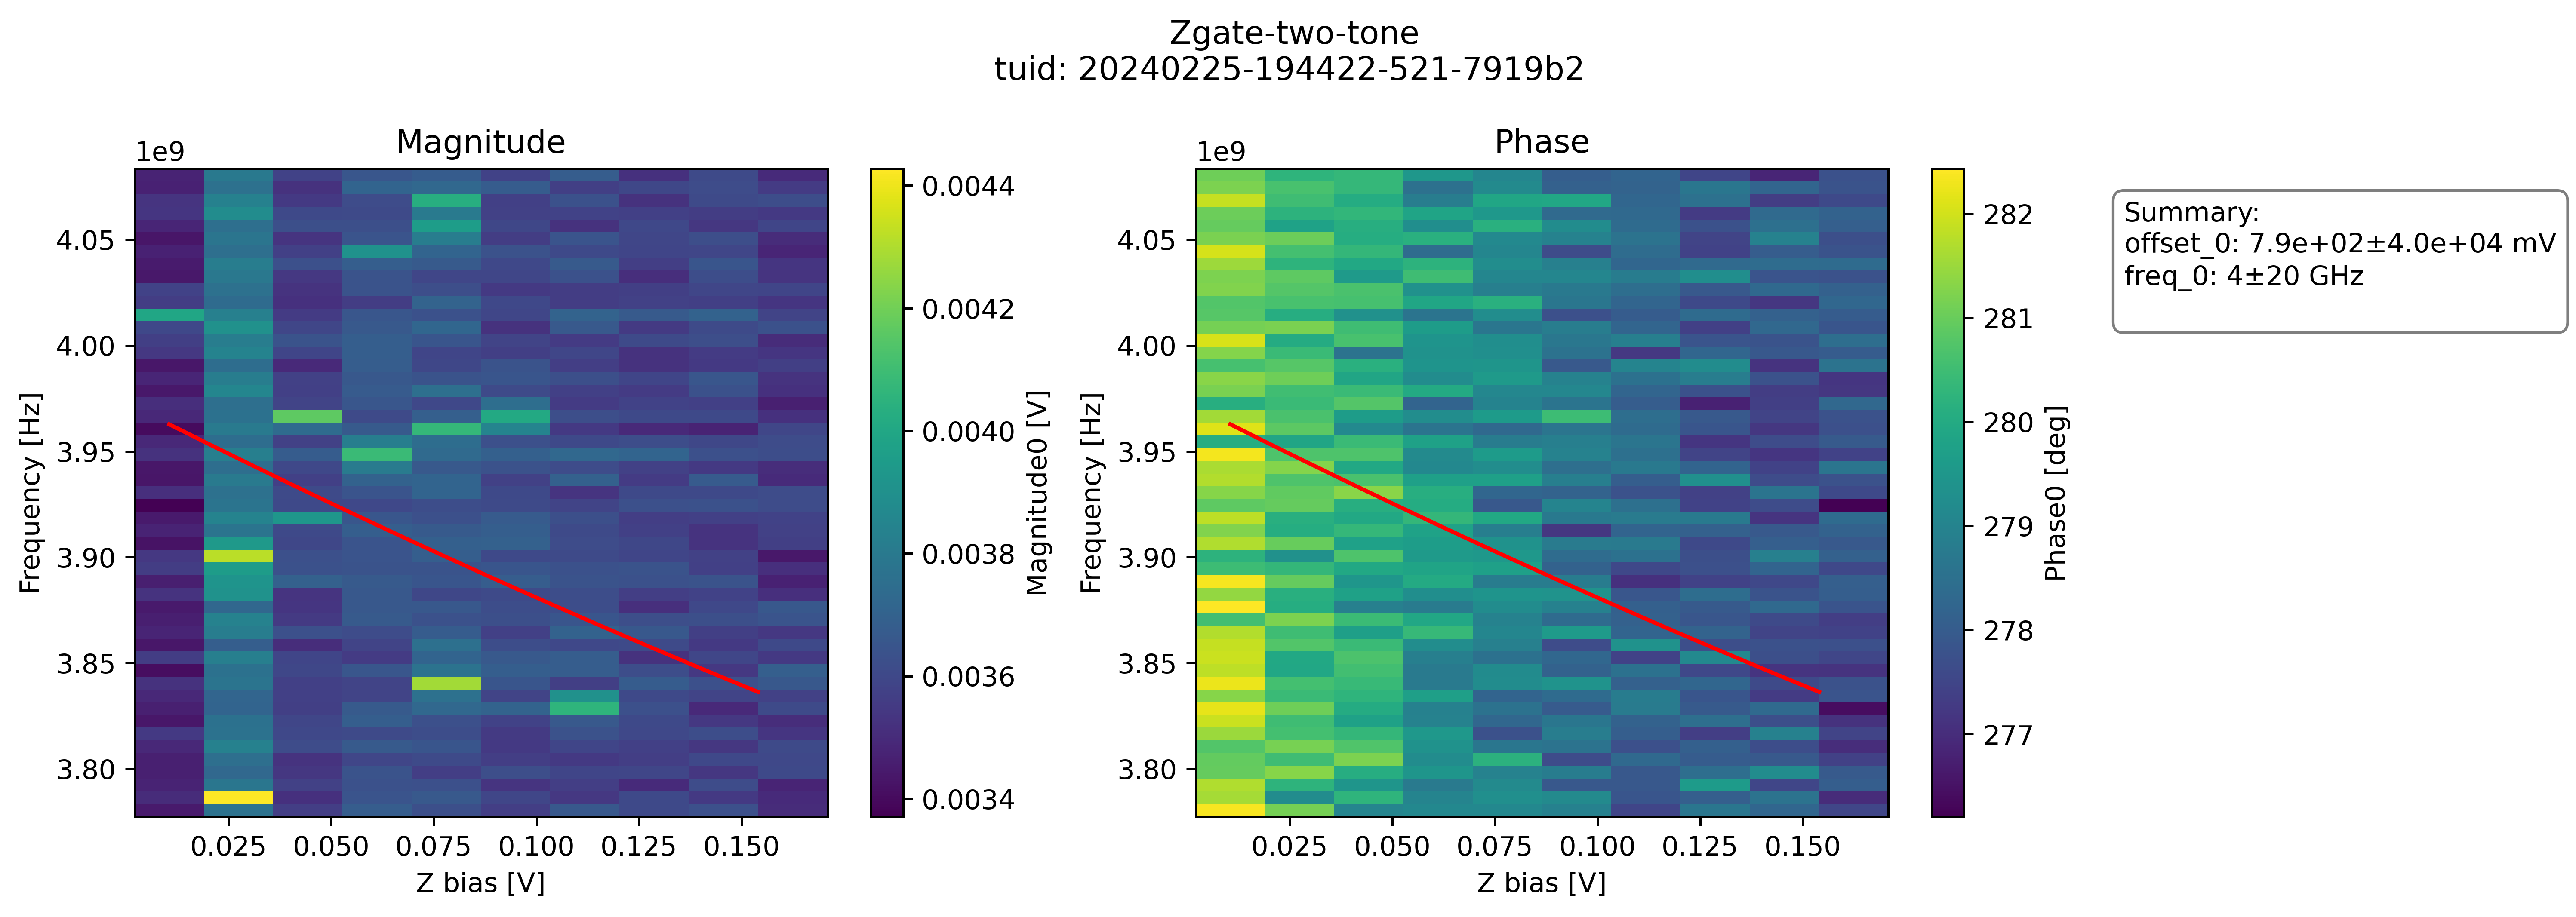 Zgate-two-tone
tuid: 20240225-194422-521-7919b2
Magnitude
1e9
4.05
4.00
3.95
3.90
3.85
3.80
Frequency [Hz]
0.025
0.050
0.075
0.100
0.125
0.150
Z bias [V]
0.0044
0.0042
0.0040
0.0038
0.0036
0.0034
Magnitude0 [V]
Phase
1e9
4.05
4.00
3.95
3.90
3.85
3.80
Frequency [Hz]
0.025
0.050
0.075
0.100
0.125
0.150
Z bias [V]
282
281
280
279
278
277
Phase0 [deg]
Summary:
offset_0: 7.9e+02±4.0e+04 mV
freq_0: 4±20 GHz